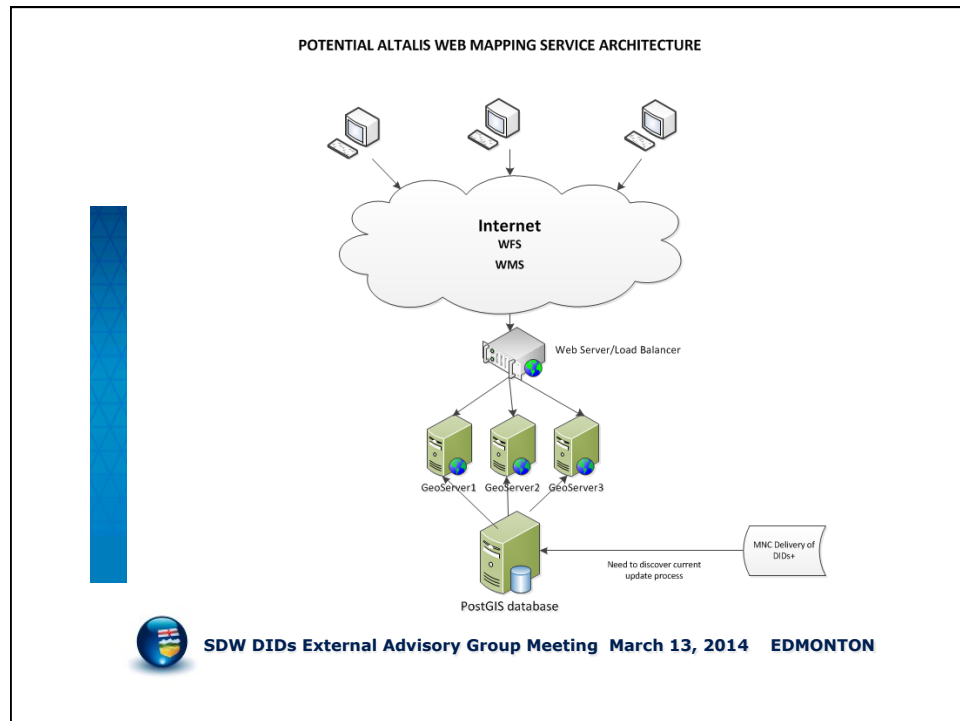 POTENTIAL ALTALIS WEB MAPPING SERVICE ARCHITECTURE
Internet
WFS
WMS
Web Server/Load Balancer
GeoServer1 GeoServer2 GeoServer3
MNC Delivery of
DIDs+
Need to discover current
update process
PostGIS database
SDW DIDs External Advisory Group Meeting March 13, 2014 EDMONTON